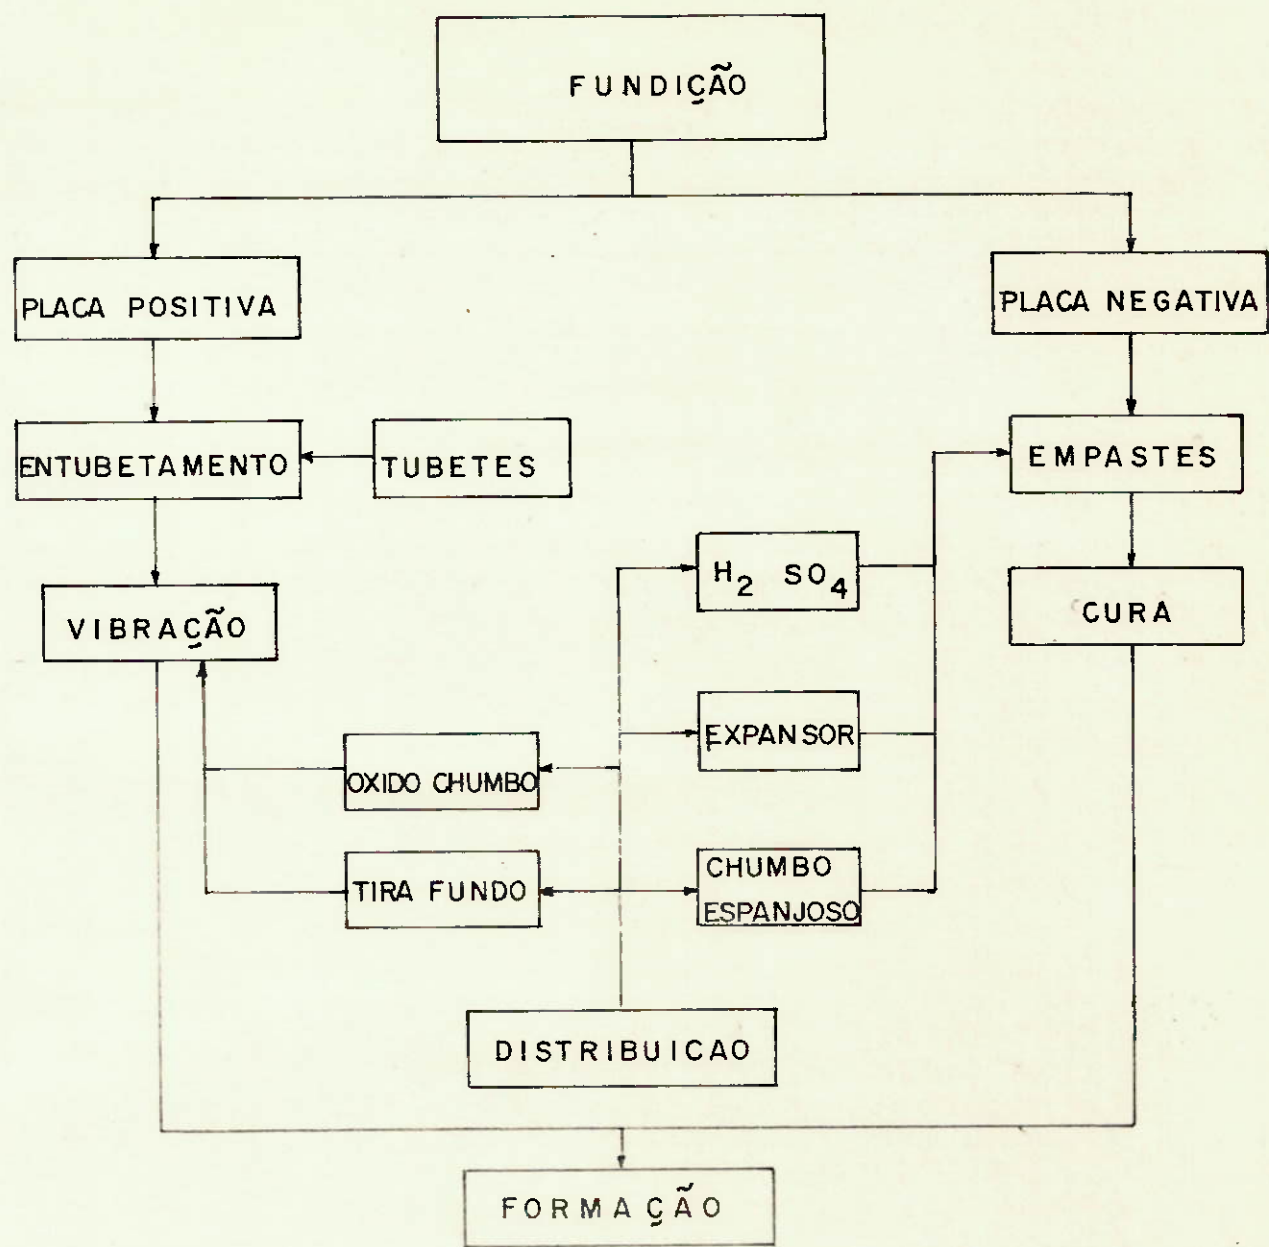 FUNDIÇÃO
PLACA POSITIVA
PLACA NEGATIVA
ENTUBETAMENTO
TUBETES
EMPASTES
H₂ SO₄
CURA
VIBRAÇÃO
EXPANSOR
OXIDO CHUMBO
TIRA FUNDO
CHUMBO
ESPANJOSO
DISTRIBUICAO
FORMAÇÃO